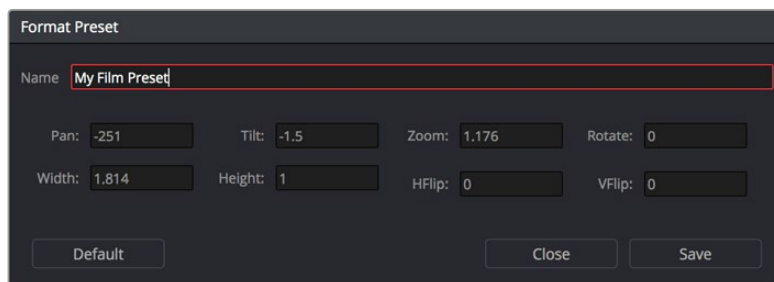 Format Preset
Name My Film Preset
Pan: -251 Tilt: -1.5 Zoom: 1.176 Rotate: 0
Width: 1.814 Height: 1 HFlip: 0 VFlip: 0
Default Close Save